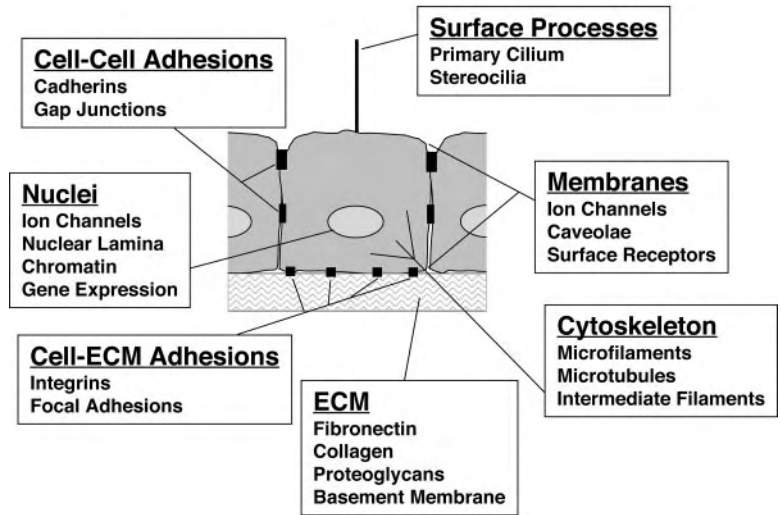 Surface Processes
Primary Cilium
Stereocilia
Cell-Cell Adhesions
Cadherins
Gap Junctions
Nuclei
Ion Channels
Nuclear Lamina
Chromatin
Gene Expression
Membranes
Ion Channels
Caveolae
Surface Receptors
Cell-ECM Adhesions
Integrins
Focal Adhesions
ECM
Fibronectin
Collagen
Proteoglycans
Basement Membrane
Cytoskeleton
Microfilaments
Microtubules
Intermediate Filaments